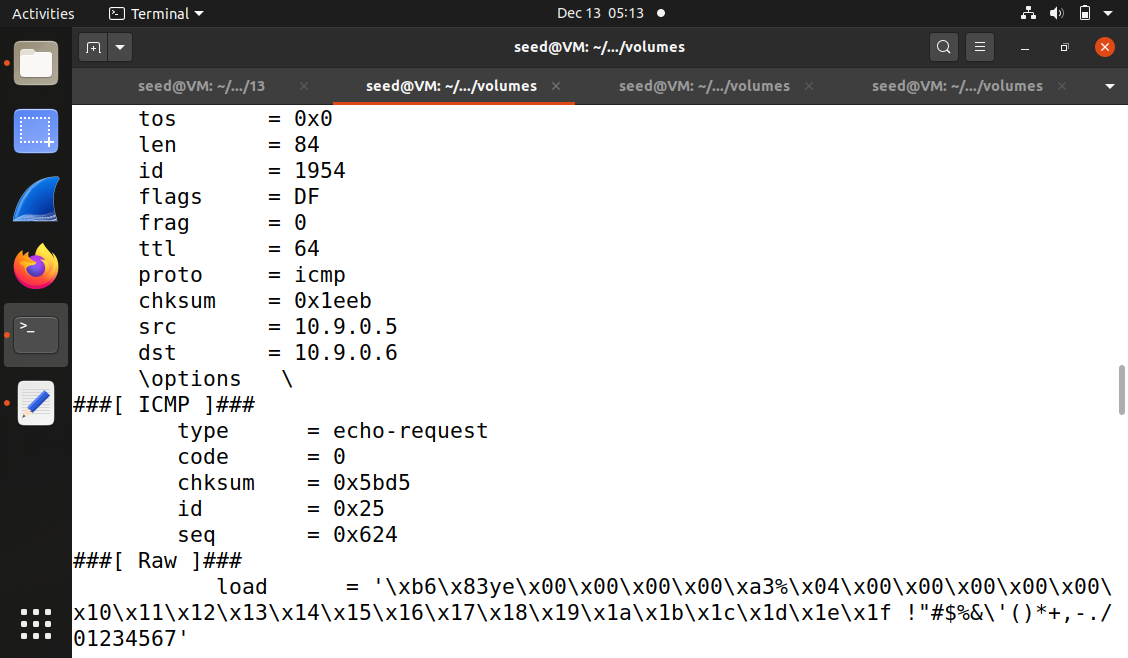 Activities Terminal Dec 13 05:13
seed@VM: ~/.../volumes
seed@VM: ~/.../13 seed@VM: ~/.../volumes seed@VM: ~/.../volumes seed@VM: ~/.../volumes
tos = 0x0
len = 84
id = 1954
flags = DF
frag = 0
ttl = 64
proto = icmp
chksum = 0x1eeb
src = 10.9.0.5
dst = 10.9.0.6
\options \
###[ ICMP ]###
type = echo-request
code = 0
chksum = 0x5bd5
id = 0x25
seq = 0x624
###[ Raw ]###
load = '\xb6\x83ye\x00\x00\x00\x00\xa3%\x04\x00\x00\x00\x00\x00\
x10\x11\x12\x13\x14\x15\x16\x17\x18\x19\x1a\x1b\x1c\x1d\x1e\x1f !"#$%&\'()*+,-./
01234567'